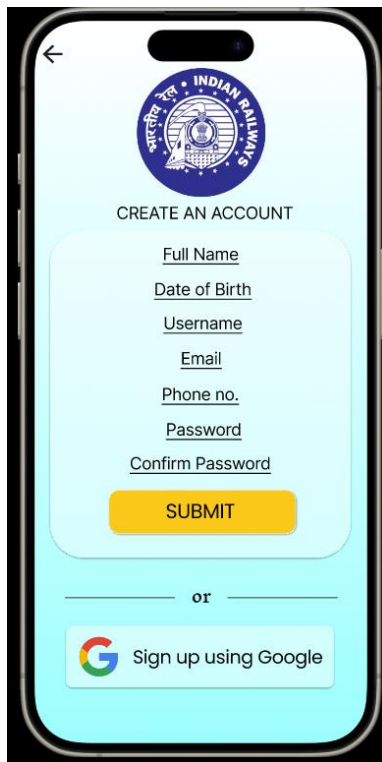 भारतीय रेल • INDIAN RAILWAYS
CREATE AN ACCOUNT
Full Name
Date of Birth
Username
Email
Phone no.
Password
Confirm Password
SUBMIT
or
Sign up using Google